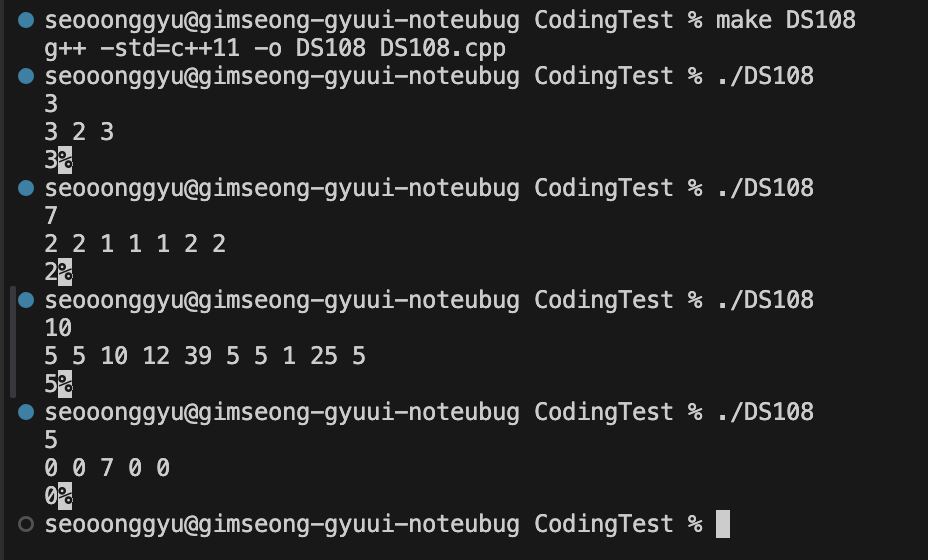 seooonggyu@gimseong-gyuui-noteubug CodingTest % make DS108
g++ -std=c++11 -o DS108 DS108.cpp
seooonggyu@gimseong-gyuui-noteubug CodingTest % ./DS108
3
3 2 3
3%
seooonggyu@gimseong-gyuui-noteubug CodingTest % ./DS108
7
2 2 1 1 1 2 2
2%
seooonggyu@gimseong-gyuui-noteubug CodingTest % ./DS108
10
5 5 10 12 39 5 5 1 25 5
5%
seooonggyu@gimseong-gyuui-noteubug CodingTest % ./DS108
5
0 0 7 0 0
0%
seooonggyu@gimseong-gyuui-noteubug CodingTest %